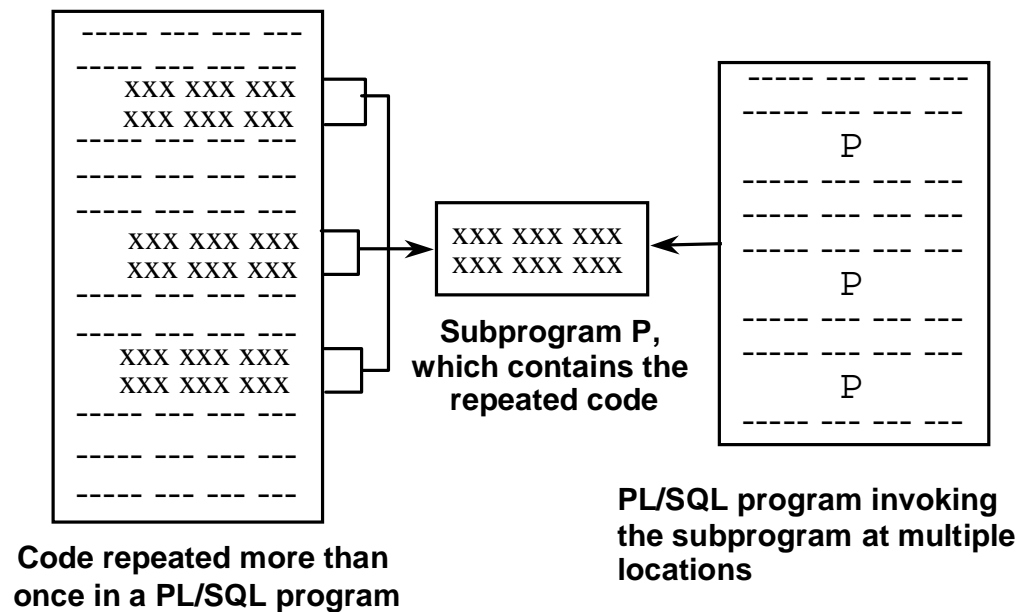 ----- --- --- ---
----- --- --- ---
xxx xxx xxx
xxx xxx xxx
----- --- --- ---
----- --- --- ---
----- --- --- ---
xxx xxx xxx
xxx xxx xxx
----- --- --- ---
----- --- --- ---
xxx xxx xxx
xxx xxx xxx
----- --- --- ---
----- --- --- ---
----- --- --- ---
Code repeated more than
once in a PL/SQL program
xxx xxx xxx
xxx xxx xxx
Subprogram P,
which contains the
repeated code
----- --- --- ---
----- --- --- ---
P
----- --- --- ---
----- --- --- ---
----- --- --- ---
P
----- --- --- ---
----- --- --- ---
P
----- --- --- ---
PL/SQL program invoking
the subprogram at multiple
locations